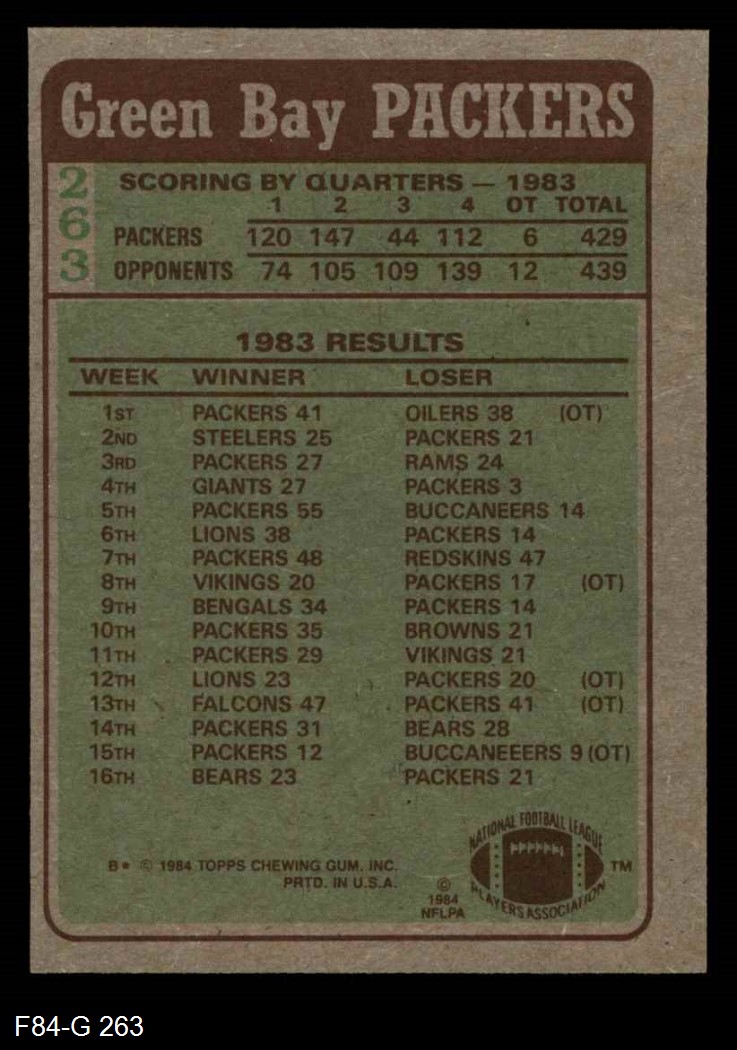 Green Bay PACKERS
263
SCORING BY QUARTERS — 1983
1 2 3 4 OT TOTAL
PACKERS 120 147 44 112 6 429
OPPONENTS 74 105 109 139 12 439
1983 RESULTS
WEEK WINNER LOSER
1ST PACKERS 41 OILERS 38 (OT)
2ND STEELERS 25 PACKERS 21
3RD PACKERS 27 RAMS 24
4TH GIANTS 27 PACKERS 3
5TH PACKERS 55 BUCCANEERS 14
6TH LIONS 38 PACKERS 14
7TH PACKERS 48 REDSKINS 47
8TH VIKINGS 20 PACKERS 17 (OT)
9TH BENGALS 34 PACKERS 14
10TH PACKERS 35 BROWNS 21
11TH PACKERS 29 VIKINGS 21
12TH LIONS 23 PACKERS 20 (OT)
13TH FALCONS 47 PACKERS 41 (OT)
14TH PACKERS 31 BEARS 28
15TH PACKERS 12 BUCCANEEERS 9 (OT)
16TH BEARS 23 PACKERS 21
B* © 1984 TOPPS CHEWING GUM, INC.
PRTD. IN U.S.A.
©
1984
NFLPA
NATIONAL FOOTBALL LEAGUE
PLAYERS ASSOCIATION
TM
F84-G 263